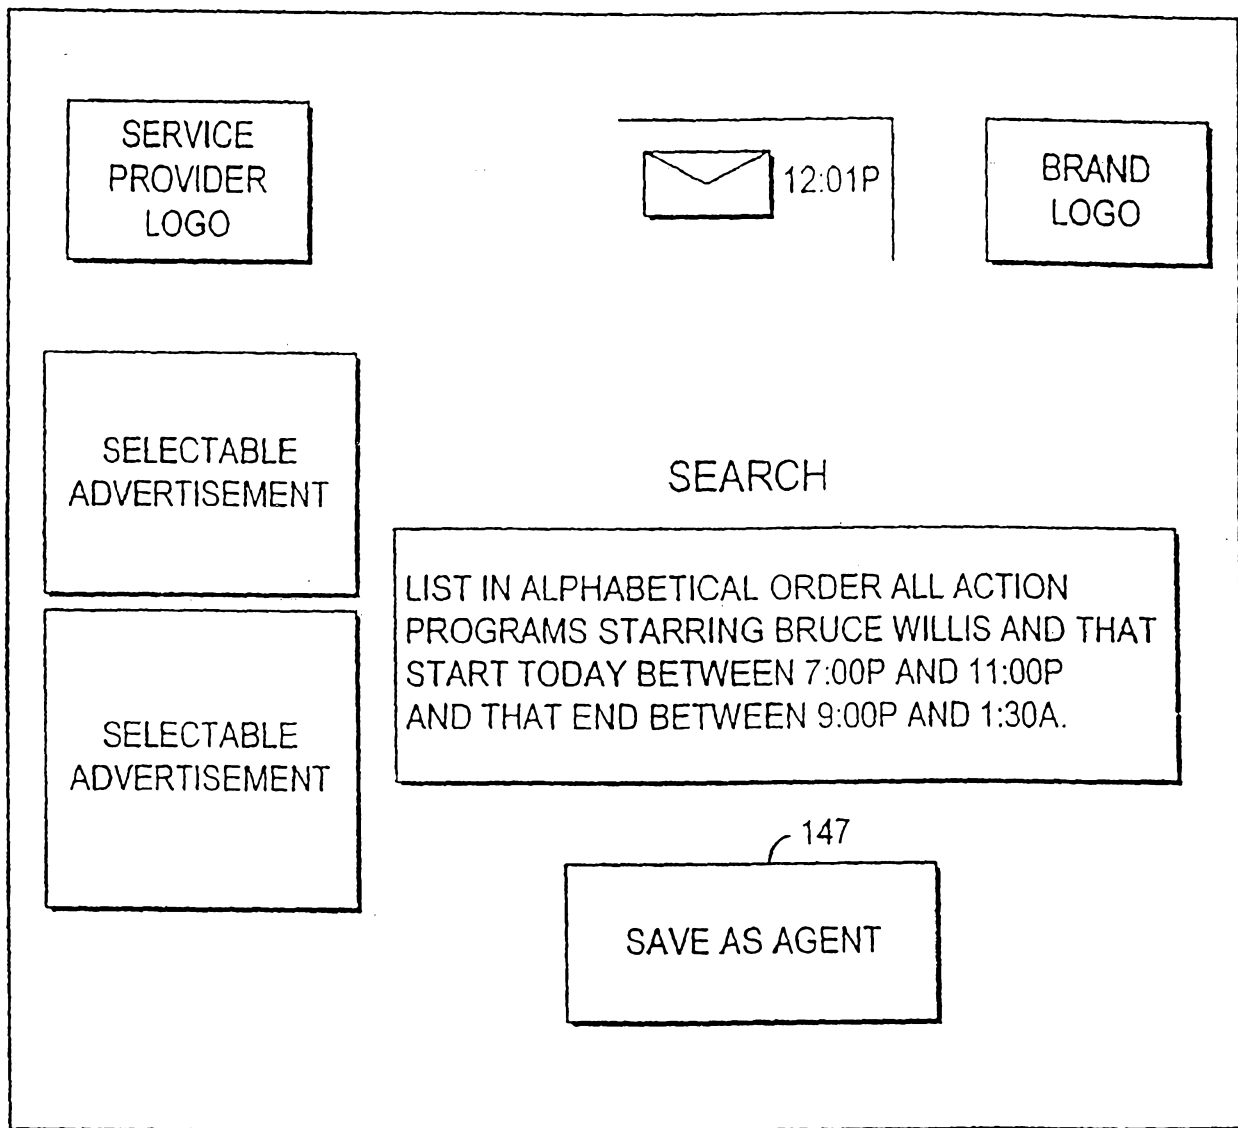 SERVICE
PROVIDER
LOGO
12:01P
BRAND
LOGO
SELECTABLE
ADVERTISEMENT
SEARCH
LIST IN ALPHABETICAL ORDER ALL ACTION
PROGRAMS STARRING BRUCE WILLIS AND THAT
START TODAY BETWEEN 7:00P AND 11:00P
AND THAT END BETWEEN 9:00P AND 1:30A.
SELECTABLE
ADVERTISEMENT
147
SAVE AS AGENT